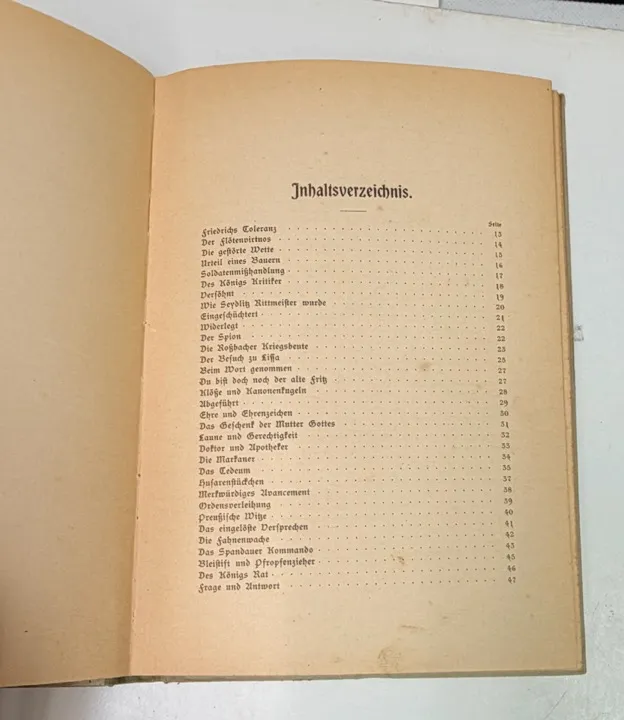 Inhaltsverzeichnis.
Seite
Friedrichs Toleranz 13
Der Flötenvirtuos 14
Die gestörte Wette 15
Urteil eines Bauern 16
Soldatenmißhandlung 17
Des Königs Kritiker 18
Versöhnt 19
Wie Seydlitz Rittmeister wurde 20
Eingeschüchtert 21
Widerlegt 22
Der Spion 22
Die Roßbacher Kriegsbeute 23
Der Besuch zu Lissa 25
Beim Wort genommen 27
Du bist doch noch der alte Fritz 27
Klöße und Kanonenkugeln 28
Abgeführt 29
Ehre und Ehrenzeichen 30
Das Geschenk der Mutter Gottes 31
Laune und Gerechtigkeit 32
Doktor und Apotheker 33
Die Markaner 34
Das Tedeum 35
Husarenstückchen 37
Merkwürdiges Avancement 38
Ordensverleihung 39
Preußische Witze 40
Das eingelöste Versprechen 41
Die Fahnenwache 42
Das Spandauer Kommando 43
Bleistift und Pfropfenzieher 45
Des Königs Rat 46
Frage und Antwort 47